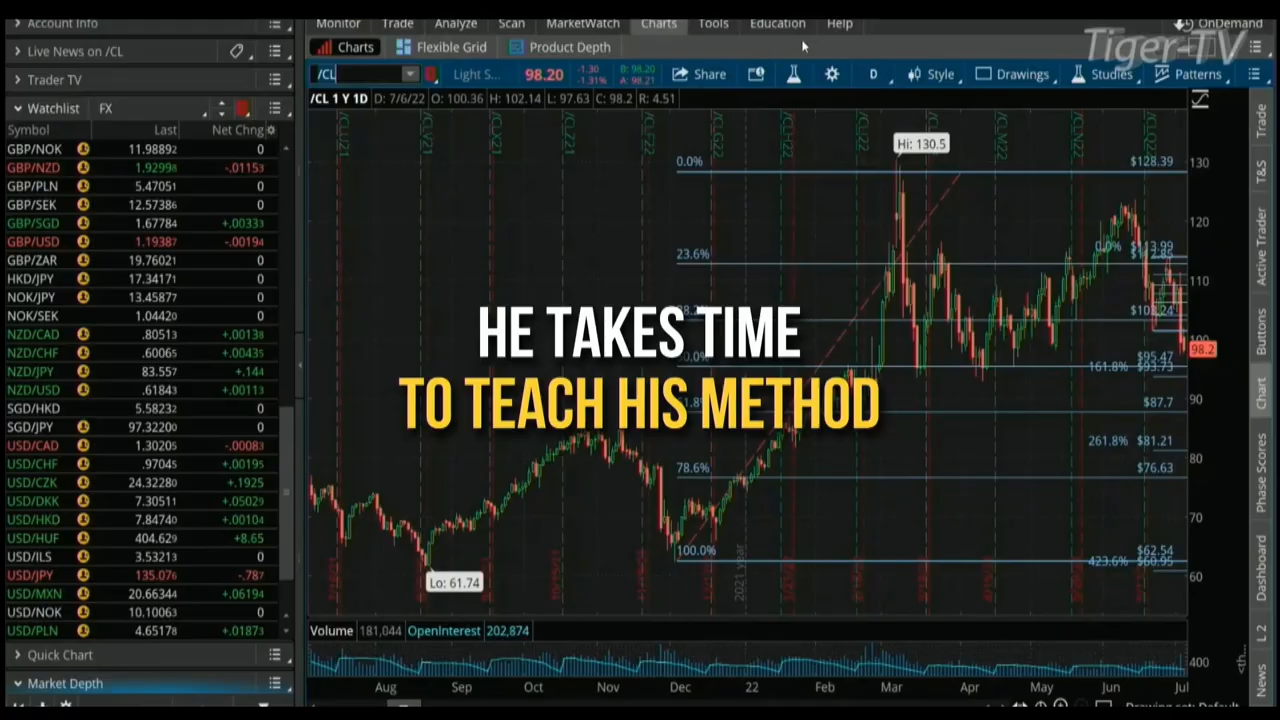 Account Info
Monitor Trade Analyze Scan MarketWatch Charts Tools Education Help
OnDemand
Tiger-TV
Live News on /CL
Charts Flexible Grid Product Depth
Trader TV
/CL Light S... 98.20 -1.30 -1.31% B: 98.20 A: 98.21 Share D Style Drawings Studies Patterns
Watchlist FX
/CL 1 Y 1D D: 7/6/22 O: 100.36 H: 102.14 L: 97.63 C: 98.2 R: 4.51
Symbol Last Net Chng
GBP/NOK 11.98892 0
GBP/NZD 1.92998 -.01153
GBP/PLN 5.47051 0
GBP/SEK 12.57386 0
GBP/SGD 1.67784 +.00333
GBP/USD 1.19387 -.00194
GBP/ZAR 19.76021 0
HKD/JPY 17.34171 0
NOK/JPY 13.45877 0
NOK/SEK 1.04420 0
NZD/CAD .80513 +.00138
NZD/CHF .60065 +.00435
NZD/JPY 83.557 +.144
NZD/USD .61843 +.00113
SGD/HKD 5.58232 0
SGD/JPY 97.32200 0
USD/CAD 1.30205 -.00083
USD/CHF .97045 +.00195
USD/CZK 24.32280 +.1925
USD/DKK 7.30511 +.05029
USD/HKD 7.84740 +.00104
USD/HUF 404.629 +8.65
USD/ILS 3.53213 0
USD/JPY 135.076 -.787
USD/MXN 20.66344 +.06194
USD/NOK 10.10063 0
USD/PLN 4.65178 +.01873
Quick Chart
Market Depth
Hi: 130.5
0.0% $128.39
130
120
0.0% $113.99
23.6%
110
HE TAKES TIME
TO TEACH HIS METHOD
98.2
$95.47
161.8% $93.73
90
$87.7
261.8% $81.21
80
78.6% $76.63
70
100.0% $62.54
423.6% $60.95
60
Lo: 61.74
2021 year
Volume 181,044 OpenInterest 202,874
400
Aug Sep Oct Nov Dec 22 Feb Mar Apr May Jun Jul
Trade
T&S
Active Trader
Buttons
Chart
Phase Scores
Dashboard
L 2
News